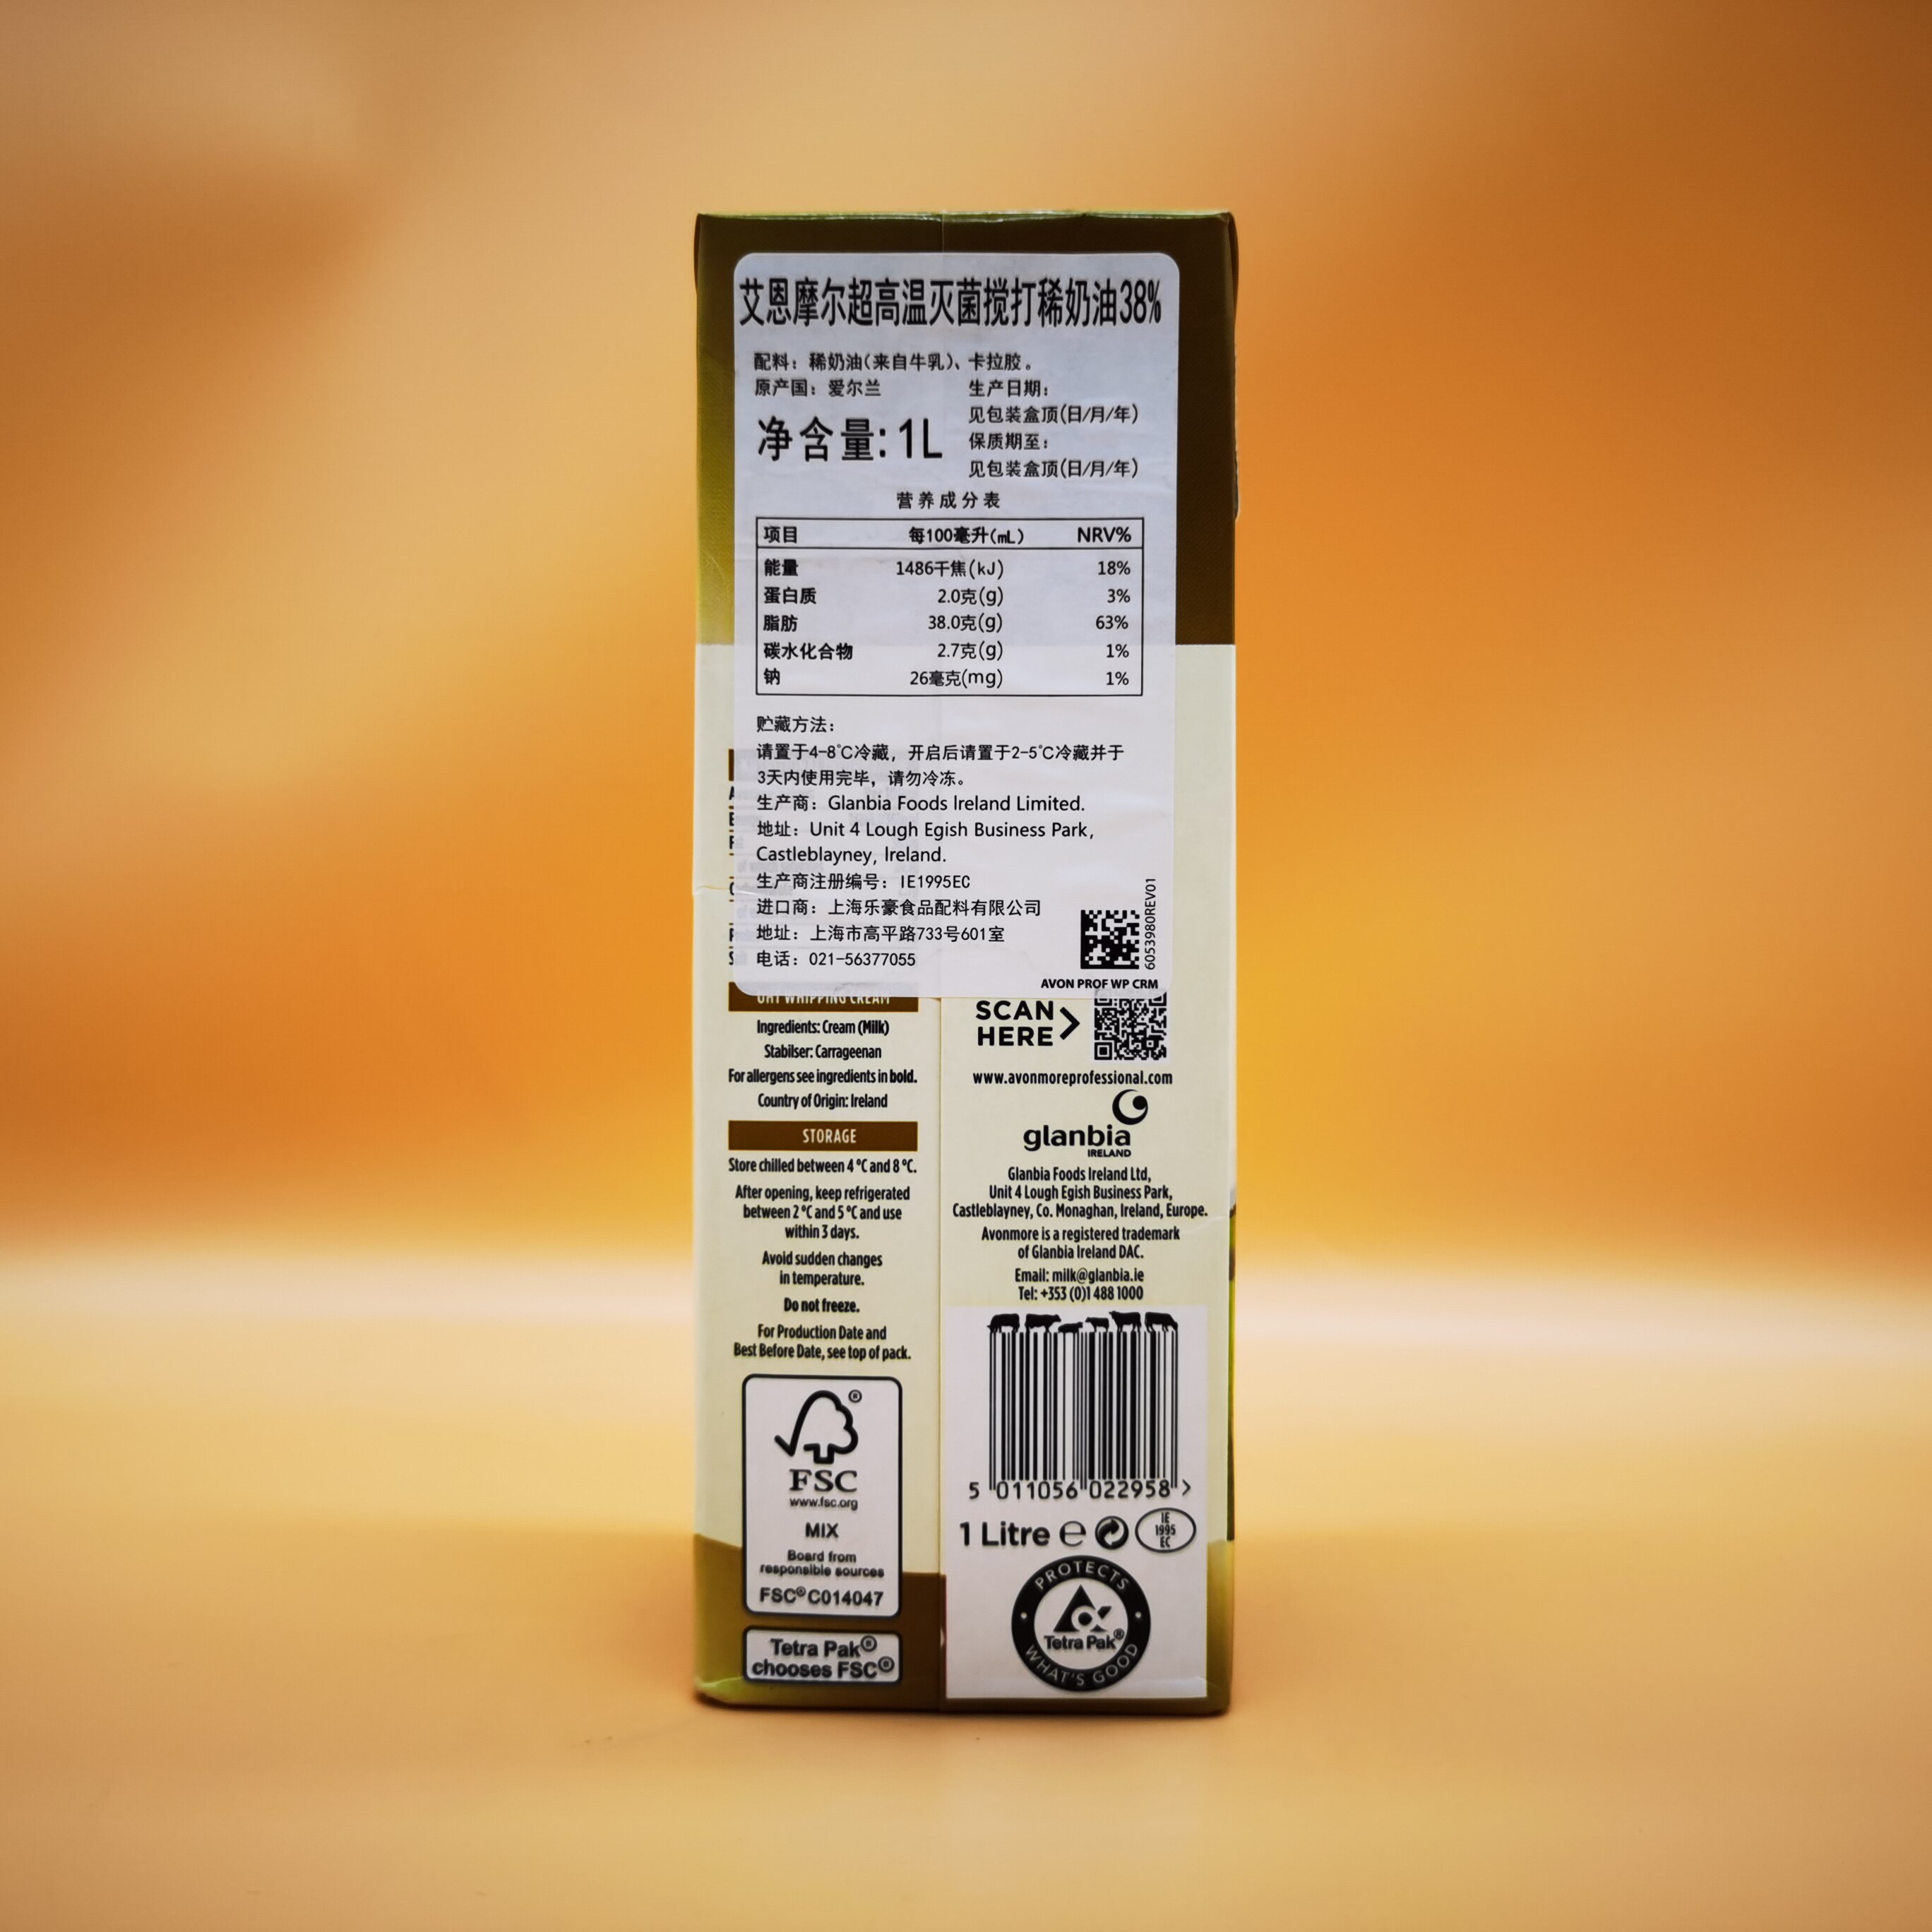 艾恩摩尔超高温灭菌搅打稀奶油38%
配料：稀奶油(来自牛乳)、卡拉胶。
原产国：爱尔兰
净含量：1L
生产日期：
见包装盒顶(日/月/年)
保质期至：
见包装盒顶(日/月/年)
营养成分表
项目 每100毫升(mL) NRV%
能量 1486千焦(kJ) 18%
蛋白质 2.0克(g) 3%
脂肪 38.0克(g) 63%
碳水化合物 2.7克(g) 1%
钠 26毫克(mg) 1%
贮藏方法：
请置于4-8℃冷藏，开启后请置于2-5℃冷藏并于
3天内使用完毕，请勿冷冻。
生产商：Glanbia Foods lreland Limited.
地址：Unit 4 Lough Egish Business Park,
Castleblayney, lreland.
生产商注册编号：IE1995EC
进口商：上海乐豪食品配料有限公司
地址：上海市高平路733号601室
电话：021-56377055
6053980REV01
AVON PROF WP CRM
UHT WHIPPING CREAM
Ingredients: Cream (Milk)
Stabilser: Carrageenan
For allergens see ingredients in bold.
Country of Origin: Ireland
STORAGE
Store chilled between 4 °C and 8 °C.
After opening, keep refrigerated
between 2 °C and 5 °C and use
within 3 days.
Avoid sudden changes
in temperature.
Do not freeze.
For Production Date and
Best Before Date, see top of pack.
FSC
www.fsc.org
MIX
Board from
responsible sources
FSC® C014047
Tetra Pak®
chooses FSC®
SCAN
HERE
www.avonmoreprofessional.com
glanbia
IRELAND
Glanbia Foods Ireland Ltd,
Unit 4 Lough Egish Business Park,
Castleblayney, Co. Monaghan, Ireland, Europe.
Avonmore is a registered trademark
of Glanbia Ireland DAC.
Email: milk@glanbia.ie
Tel: +353 (0)1 488 1000
5 011056 022958 >
1 Litre ℮
IE
1995
EC
PROTECTS
Tetra Pak®
WHAT'S GOOD